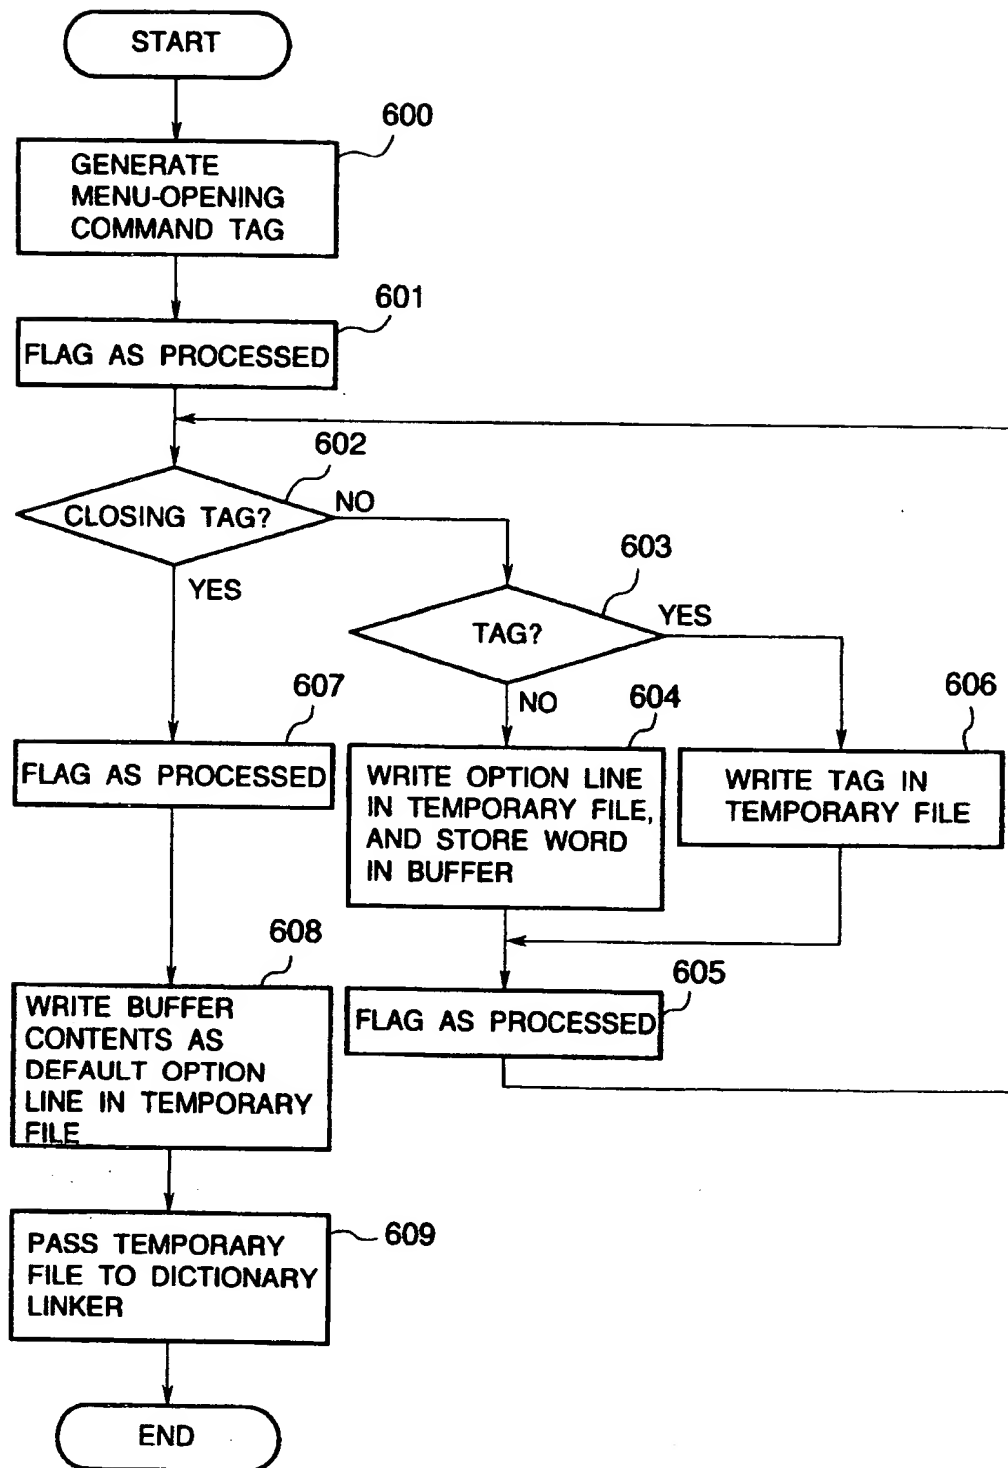 START
600
GENERATE
MENU-OPENING
COMMAND TAG
601
FLAG AS PROCESSED
602
CLOSING TAG?
NO
YES
603
TAG?
YES
NO
607
FLAG AS PROCESSED
604
WRITE OPTION LINE
IN TEMPORARY FILE,
AND STORE WORD
IN BUFFER
606
WRITE TAG IN
TEMPORARY FILE
605
FLAG AS PROCESSED
608
WRITE BUFFER
CONTENTS AS
DEFAULT OPTION
LINE IN TEMPORARY
FILE
609
PASS TEMPORARY
FILE TO DICTIONARY
LINKER
END